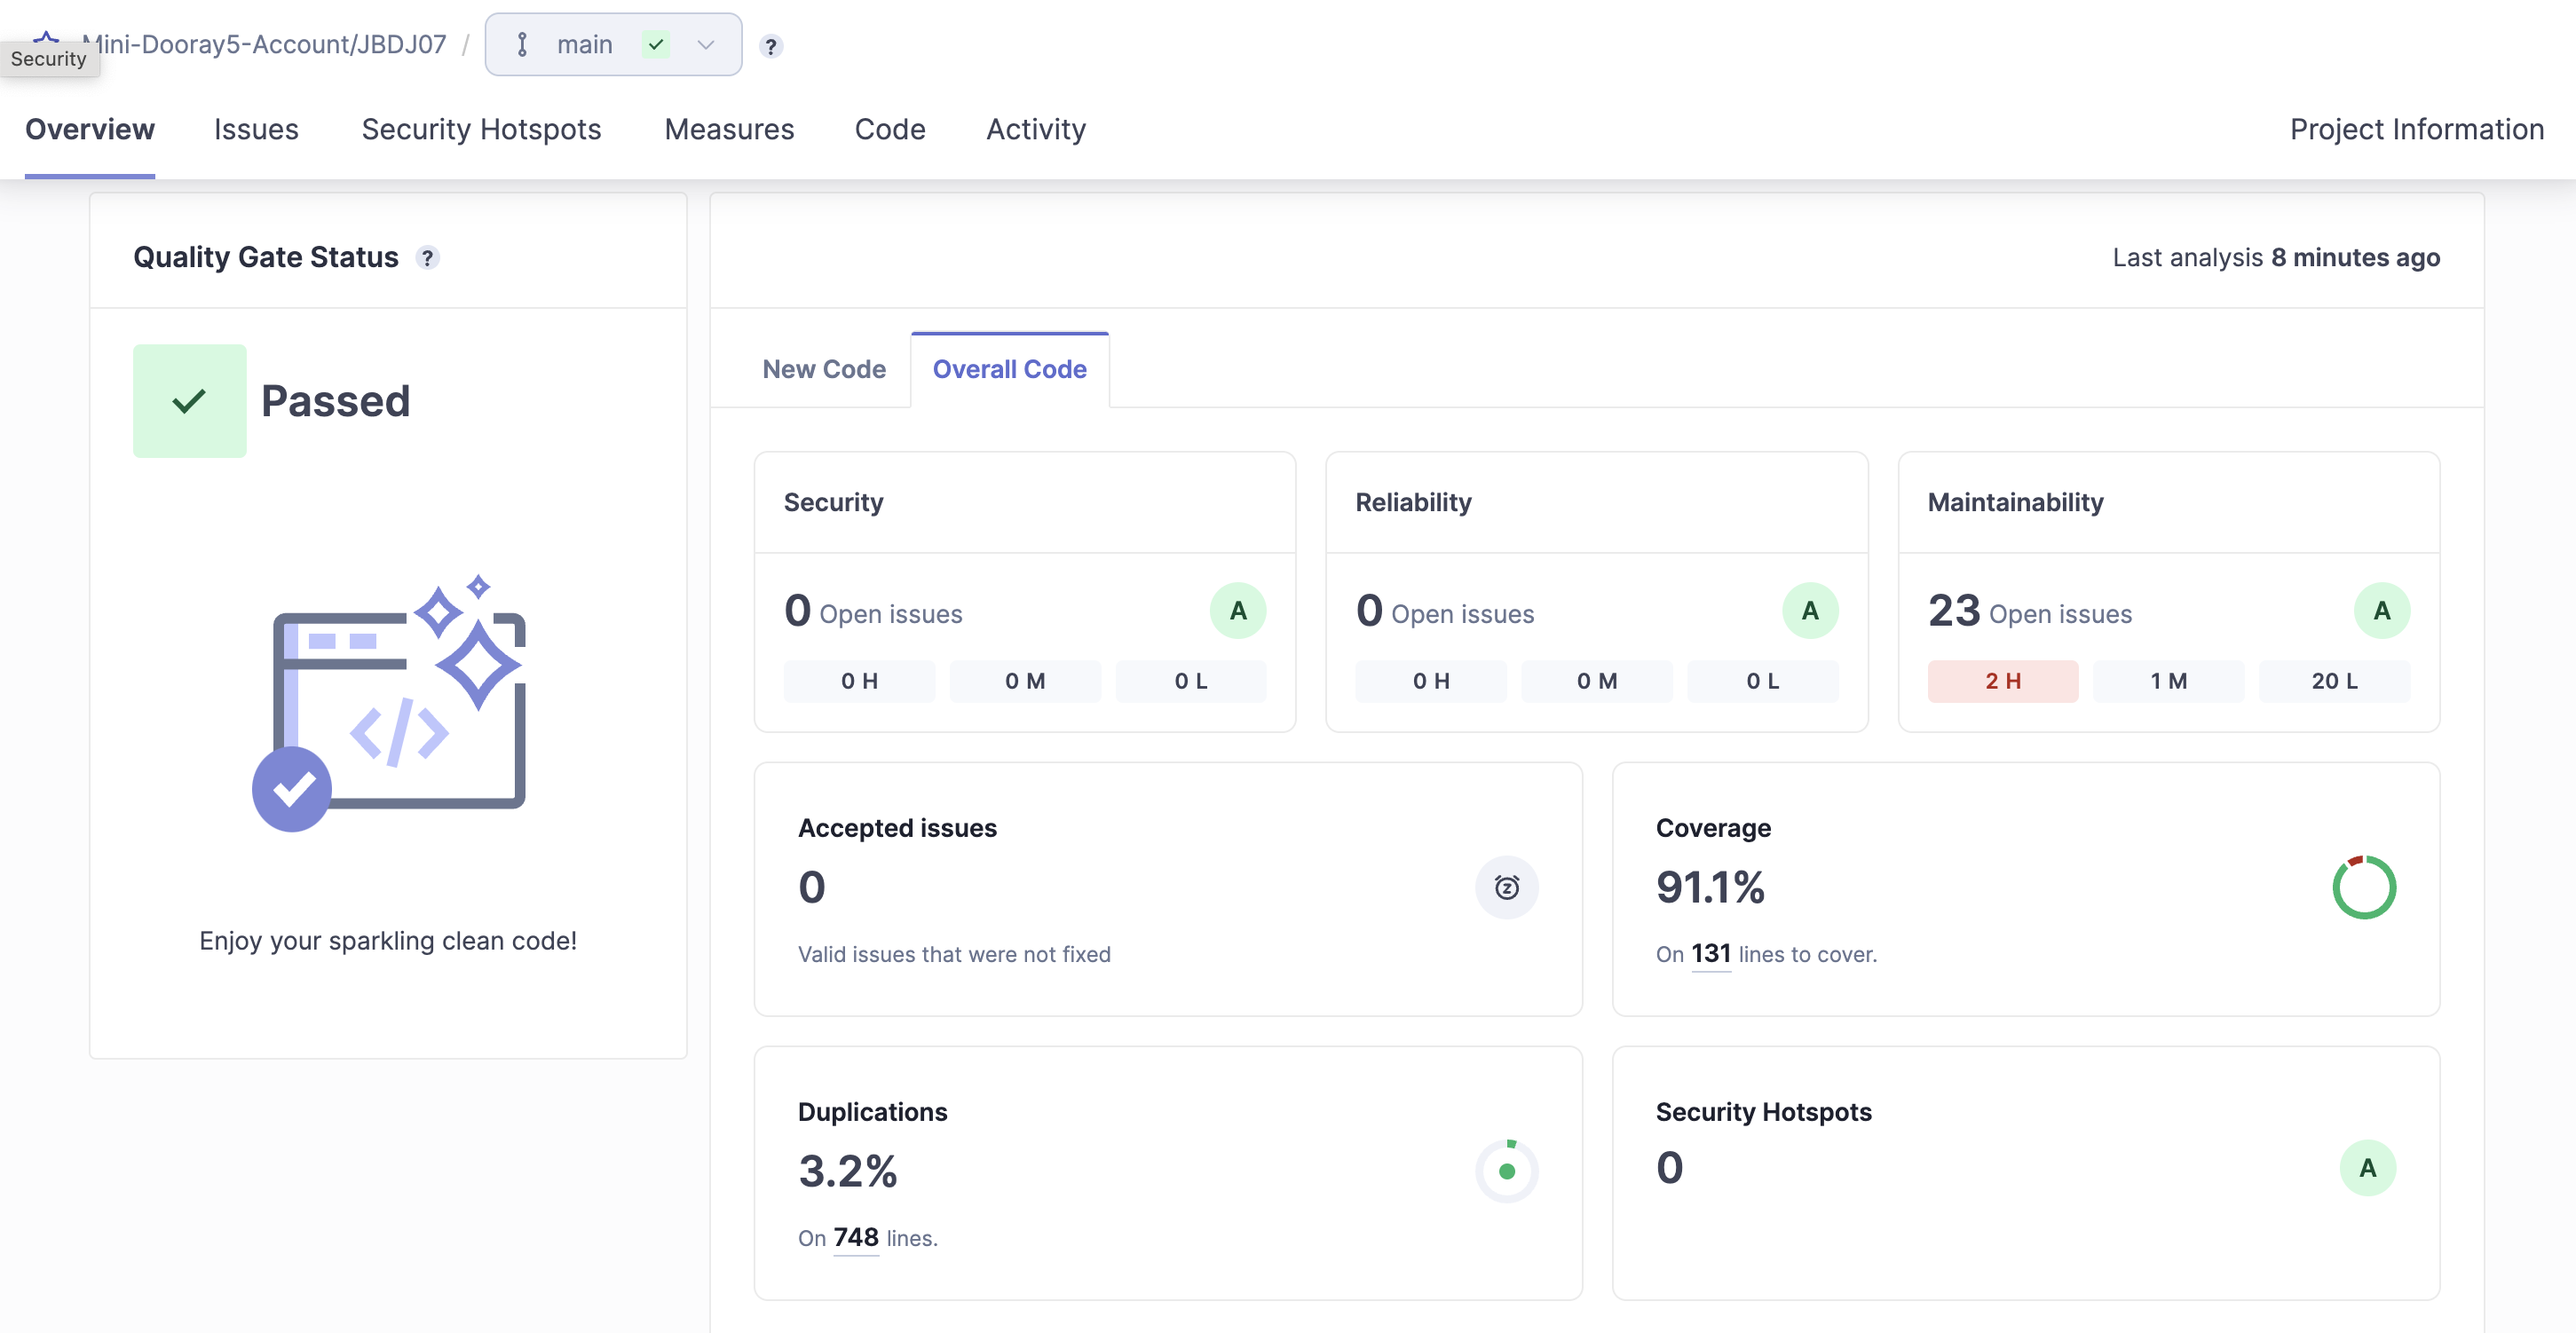 Mini-Dooray5-Account/JBDJ07 / main ?
Security
Overview Issues Security Hotspots Measures Code Activity Project Information
Quality Gate Status ?
Last analysis 8 minutes ago
Passed
Enjoy your sparkling clean code!
New Code Overall Code
Security
0 Open issues A
0 H 0 M 0 L
Reliability
0 Open issues A
0 H 0 M 0 L
Maintainability
23 Open issues A
2 H 1 M 20 L
Accepted issues
0
Valid issues that were not fixed
Coverage
91.1%
On 131 lines to cover.
Duplications
3.2%
On 748 lines.
Security Hotspots
0 A